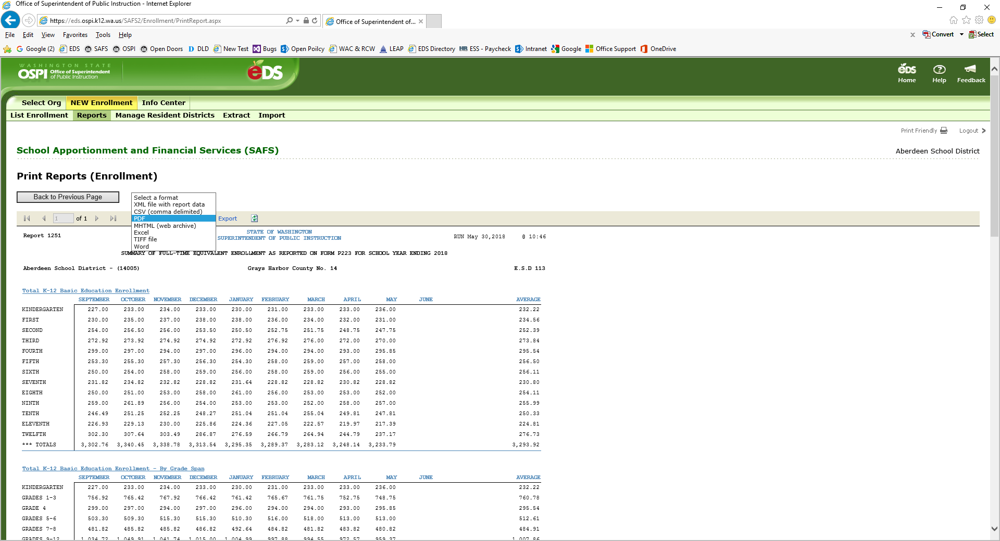 Office of Superintendent of Public Instruction - Internet Explorer
https://eds.ospi.k12.wa.us/SAFS2/Enrollment/PrintReport.aspx
Office of Superintendent of...
File Edit View Favorites Tools Help
Convert Select
Google (2) EDS SAFS OSPI Open Doors DLD New Test Bugs Open Poilcy WAC & RCW LEAP EDS Directory ESS - Paycheck Intranet Google Office Support OneDrive
WASHINGTON STATE
OSPI Office of Superintendent
of Public Instruction
eDS
eDS
Home Help Feedback
Select Org NEW Enrollment Info Center
List Enrollment Reports Manage Resident Districts Extract Import
Print Friendly Logout
School Apportionment and Financial Services (SAFS)
Aberdeen School District
Print Reports (Enrollment)
Back to Previous Page
Select a format
XML file with report data
CSV (comma delimited)
PDF
MHTML (web archive)
Excel
TIFF file
Word
1 of 1 Export
Report 1251 STATE OF WASHINGTON
SUPERINTENDENT OF PUBLIC INSTRUCTION RUN May 30,2018 @ 10:46
SUMMARY OF FULL-TIME EQUIVALENT ENROLLMENT AS REPORTED ON FORM P223 FOR SCHOOL YEAR ENDING 2018
Aberdeen School District - (14005) Grays Harbor County No. 14 E.S.D 113
Total K-12 Basic Education Enrollment
SEPTEMBER OCTOBER NOVEMBER DECEMBER JANUARY FEBRUARY MARCH APRIL MAY JUNE AVERAGE
KINDERGARTEN 227.00 233.00 234.00 233.00 230.00 231.00 233.00 233.00 236.00 232.22
FIRST 230.00 235.00 237.00 238.00 238.00 236.00 234.00 232.00 231.00 234.56
SECOND 254.00 256.50 256.00 253.50 250.50 252.75 251.75 248.75 247.75 252.39
THIRD 272.92 273.92 274.92 274.92 272.92 276.92 276.00 272.00 270.00 273.84
FOURTH 299.00 297.00 294.00 297.00 296.00 294.00 294.00 293.00 295.85 295.54
FIFTH 253.30 255.30 257.30 256.30 254.30 258.00 259.00 257.00 258.00 256.50
SIXTH 250.00 254.00 258.00 259.00 256.00 258.00 259.00 256.00 255.00 256.11
SEVENTH 231.82 234.82 232.82 228.82 231.64 228.82 228.82 230.82 228.82 230.80
EIGHTH 250.00 251.00 253.00 258.00 261.00 256.00 253.00 253.00 252.00 254.11
NINTH 259.00 261.89 256.00 254.00 253.00 253.00 252.00 258.00 257.00 255.99
TENTH 246.49 251.25 252.25 248.27 251.04 251.04 255.04 249.81 247.81 250.33
ELEVENTH 226.93 229.13 230.00 225.86 224.36 227.05 222.57 219.97 217.39 224.81
TWELFTH 302.30 307.64 303.49 286.87 276.59 266.79 264.94 244.79 237.17 276.73
*** TOTALS 3,302.76 3,340.45 3,338.78 3,313.54 3,295.35 3,289.37 3,283.12 3,248.14 3,233.79 3,293.92
Total K-12 Basic Education Enrollment - By Grade Span
SEPTEMBER OCTOBER NOVEMBER DECEMBER JANUARY FEBRUARY MARCH APRIL MAY JUNE AVERAGE
KINDERGARTEN 227.00 233.00 234.00 233.00 230.00 231.00 233.00 233.00 236.00 232.22
GRADES 1-3 756.92 765.42 767.92 766.42 761.42 765.67 761.75 752.75 748.75 760.78
GRADE 4 299.00 297.00 294.00 297.00 296.00 294.00 294.00 293.00 295.85 295.54
GRADES 5-6 503.30 509.30 515.30 515.30 510.30 516.00 518.00 513.00 513.00 512.61
GRADES 7-8 481.82 485.82 485.82 486.82 492.64 484.82 481.82 483.82 480.82 484.91
GRADES 9-12 1,034.72 1,049.91 1,041.74 1,015.00 1,004.99 997.88 994.55 972.57 959.37 1,007.86